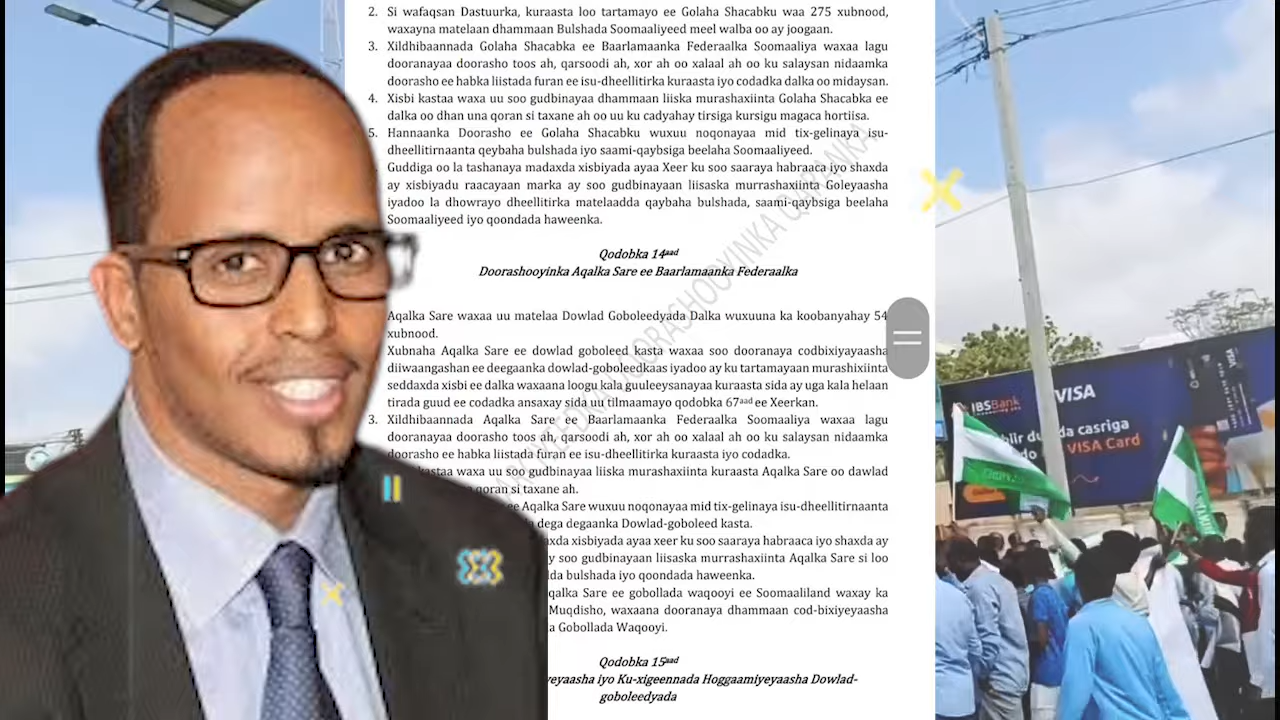 2. Si wafaqsan Dastuurka, kuraasta loo tartamayo ee Golaha Shacabku waa 275 xubnood,
waxayna matelaan dhammaan Bulshada Soomaaliyeed meel walba oo ay joogaan.
3. Xildhibaannada Golaha Shacabka ee Baarlamaanka Federaalka Soomaaliya waxaa lagu
dooranayaa doorasho toos ah, qarsoodi ah, xor ah oo xalaal ah oo ku salaysan nidaamka
doorasho ee habka liistada furan ee isu-dheellitirka kuraasta iyo codadka dalka oo midaysan.
4. Xisbi kastaa waxa uu soo gudbinayaa dhammaan liiska murashaxiinta Golaha Shacabka ee
dalka oo dhan una qoran si taxane ah oo uu ku cadyahay tirsiga kursigu magaca hortiisa.
5. Hannaanka Doorasho ee Golaha Shacabku wuxuu noqonayaa mid tix-gelinaya isu-
dheellitirnaanta qeybaha bulshada iyo saami-qaybsiga beelaha Soomaaliyeed.
Guddiga oo la tashanaya madaxda xisbiyada ayaa Xeer ku soo saaraya habraaca iyo shaxda
ay xisbiyadu raacayaan marka ay soo gudbinayaan liisaska murrashaxiinta Goleyaasha
iyadoo la dhowrayo dheellitirka matelaadda qaybaha bulshada, saami-qaybsiga beelaha
Soomaaliyeed iyo qoondada haweenka.
Qodobka 14aad
Doorashooyinka Aqalka Sare ee Baarlamaanka Federaalka
Aqalka Sare waxaa uu matelaa Dowlad Goboleedyada Dalka wuxuuna ka koobanyahay 54
xubnood.
Xubnaha Aqalka Sare ee dowlad goboleed kasta waxaa soo dooranaya codbixiyayaasha
diiwaangashan ee deegaanka dowlad-goboleedkaas iyadoo ay ku tartamayaan murashixiinta
seddaxda xisbi ee dalka waxaana loogu guuleeysanayaa kuraasta sida ay uga kala helaan
tirada guud ee codadka ansaxay sida uu tilmaamayo qodobka 67aad ee Xeerkan.
3. Xildhibaannada Aqalka Sare ee Baarlamaanka Federaalka Soomaaliya waxaa lagu
dooranayaa doorasho toos ah, qarsoodi ah, xor ah oo xalaal ah oo ku salaysan nidaamka
doorasho ee habka liistada furan ee isu-dheellitirka kuraasta iyo codadka.
kastaa waxa uu soo gudbinayaa liiska murashaxiinta kuraasta Aqalka Sare oo dawlad
qoran si taxane ah.
ee Aqalka Sare wuxuu noqonayaa mid tix-gelinaya isu-dheellitirnaanta
dega degaanka Dowlad-goboleed kasta.
xisbiyada ayaa xeer ku soo saaraya habraaca iyo shaxda ay
soo gudbinayaan liisaska murrashaxiinta Aqalka Sare si loo
bulshada iyo qoondada haweenka.
Sare ee gobollada waqooyi ee Soomaaliland waxay ka
Muqdisho, waxaana dooranaya dhammaan cod-bixiyeyaasha
Gobollada Waqooyi.
Qodobka 15aad
iyo Ku-xigeennada Hoggaamiyeyaasha Dowlad-
goboleedyada
IBSBank
VISA
casriga
VISA Card